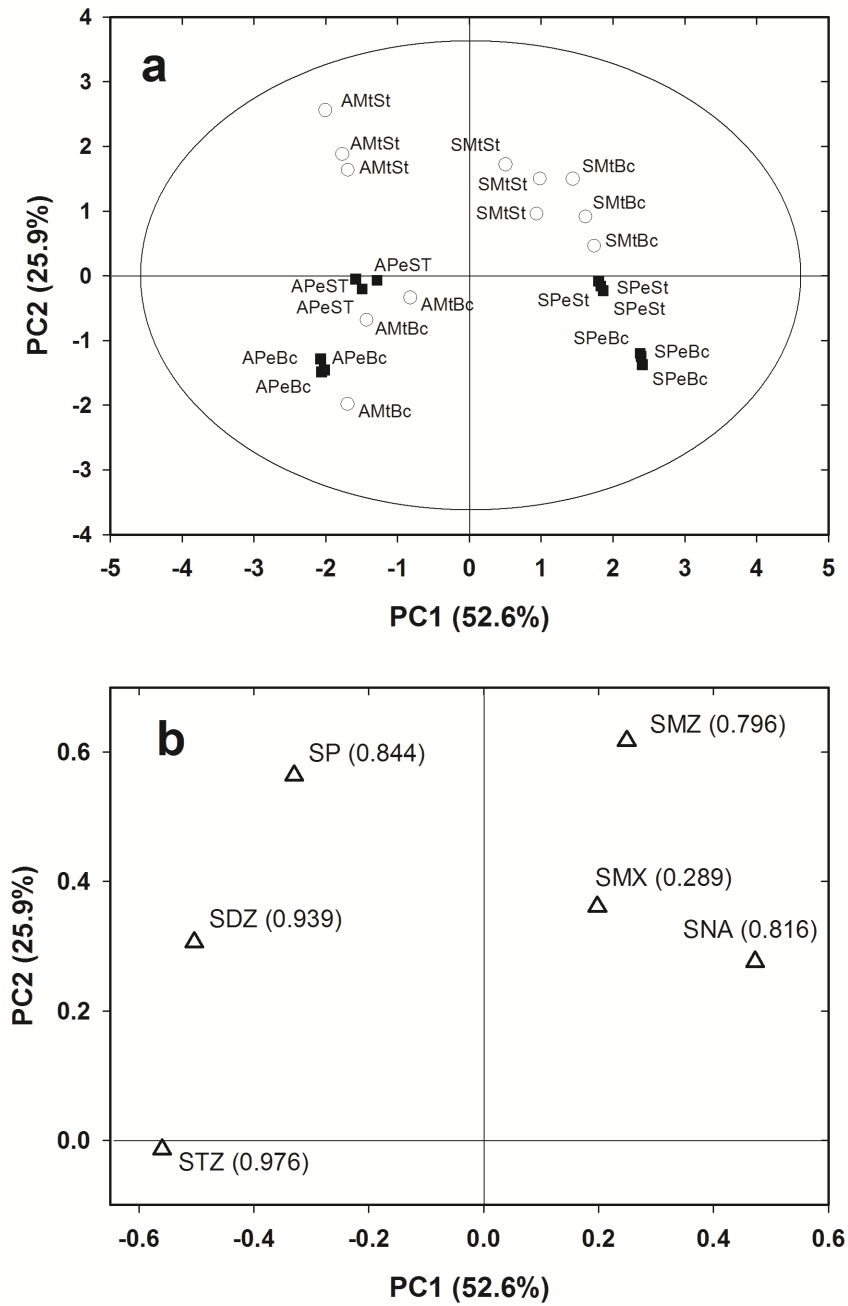 a
4
3
2
1
0
-1
-2
-3
-4
PC2 (25.9%)
AMtSt
AMtSt
AMtSt
SMtSt
SMtSt
SMtSt
SMtBc
SMtBc
SMtBc
APeST
APeST
APeST
AMtBc
AMtBc
AMtBc
SPeSt
SPeSt
SPeSt
APeBc
APeBc
APeBc
SPeBc
SPeBc
SPeBc
-5 -4 -3 -2 -1 0 1 2 3 4 5
PC1 (52.6%)
b
0.6
0.4
0.2
0.0
PC2 (25.9%)
SMZ (0.796)
SP (0.844)
SMX (0.289)
SDZ (0.939)
SNA (0.816)
STZ (0.976)
-0.6 -0.4 -0.2 0.0 0.2 0.4 0.6
PC1 (52.6%)